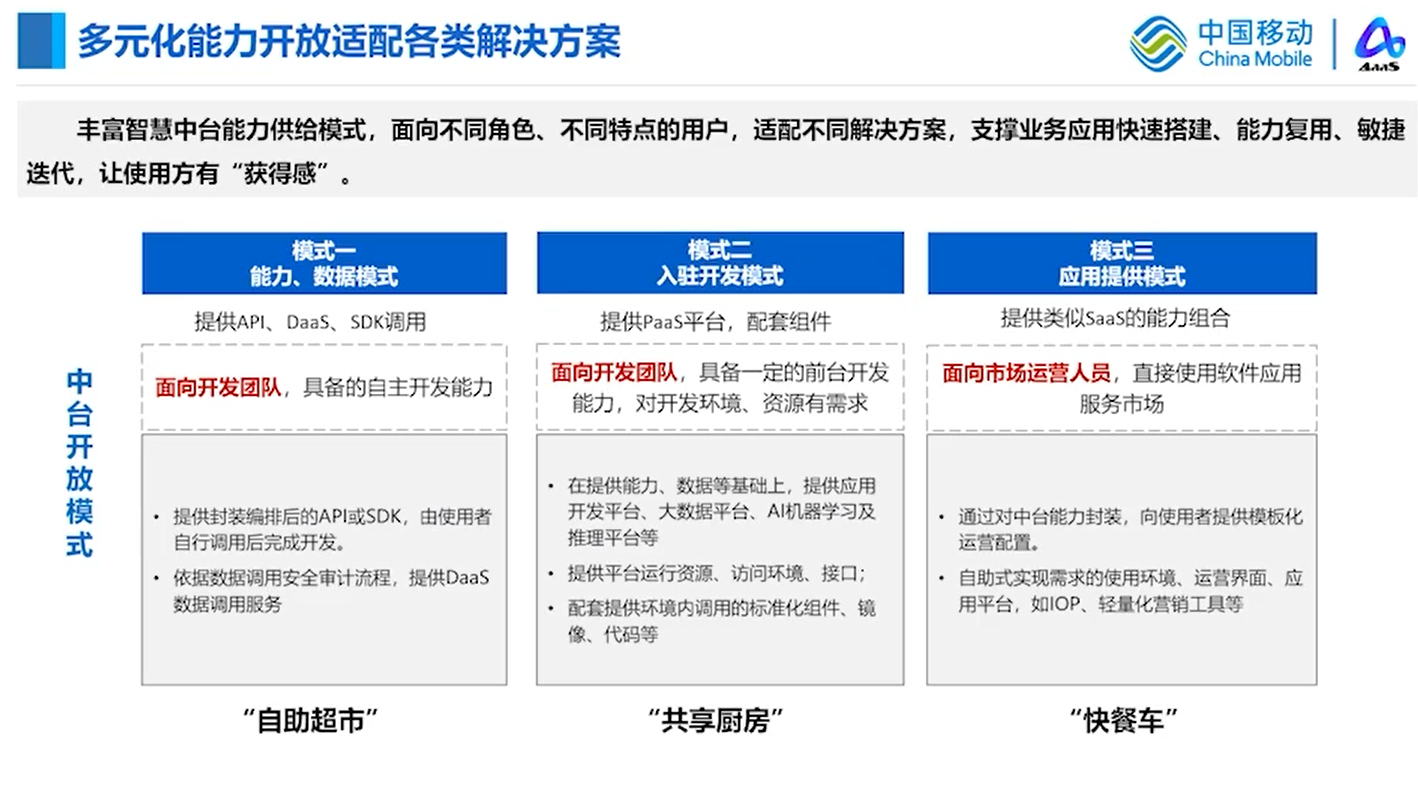 多元化能力开放适配各类解决方案
中国移动
China Mobile
AaaS
丰富智慧中台能力供给模式，面向不同角色、不同特点的用户，适配不同解决方案，支撑业务应用快速搭建、能力复用、敏捷
迭代，让使用方有“获得感”。
中台开放模式
模式一
能力、数据模式
提供API、DaaS、SDK调用
面向开发团队，具备的自主开发能力
• 提供封装编排后的API或SDK，由使用者
自行调用后完成开发。
• 依据数据调用安全审计流程，提供DaaS
数据调用服务
“自助超市”
模式二
入驻开发模式
提供PaaS平台，配套组件
面向开发团队，具备一定的前台开发
能力，对开发环境、资源有需求
• 在提供能力、数据等基础上，提供应用
开发平台、大数据平台、AI机器学习及
推理平台等
• 提供平台运行资源、访问环境、接口；
• 配套提供环境内调用的标准化组件、镜
像、代码等
“共享厨房”
模式三
应用提供模式
提供类似SaaS的能力组合
面向市场运营人员，直接使用软件应用
服务市场
• 通过对中台能力封装，向使用者提供模板化
运营配置。
• 自助式实现需求的使用环境、运营界面、应
用平台，如IOP、轻量化营销工具等
“快餐车”